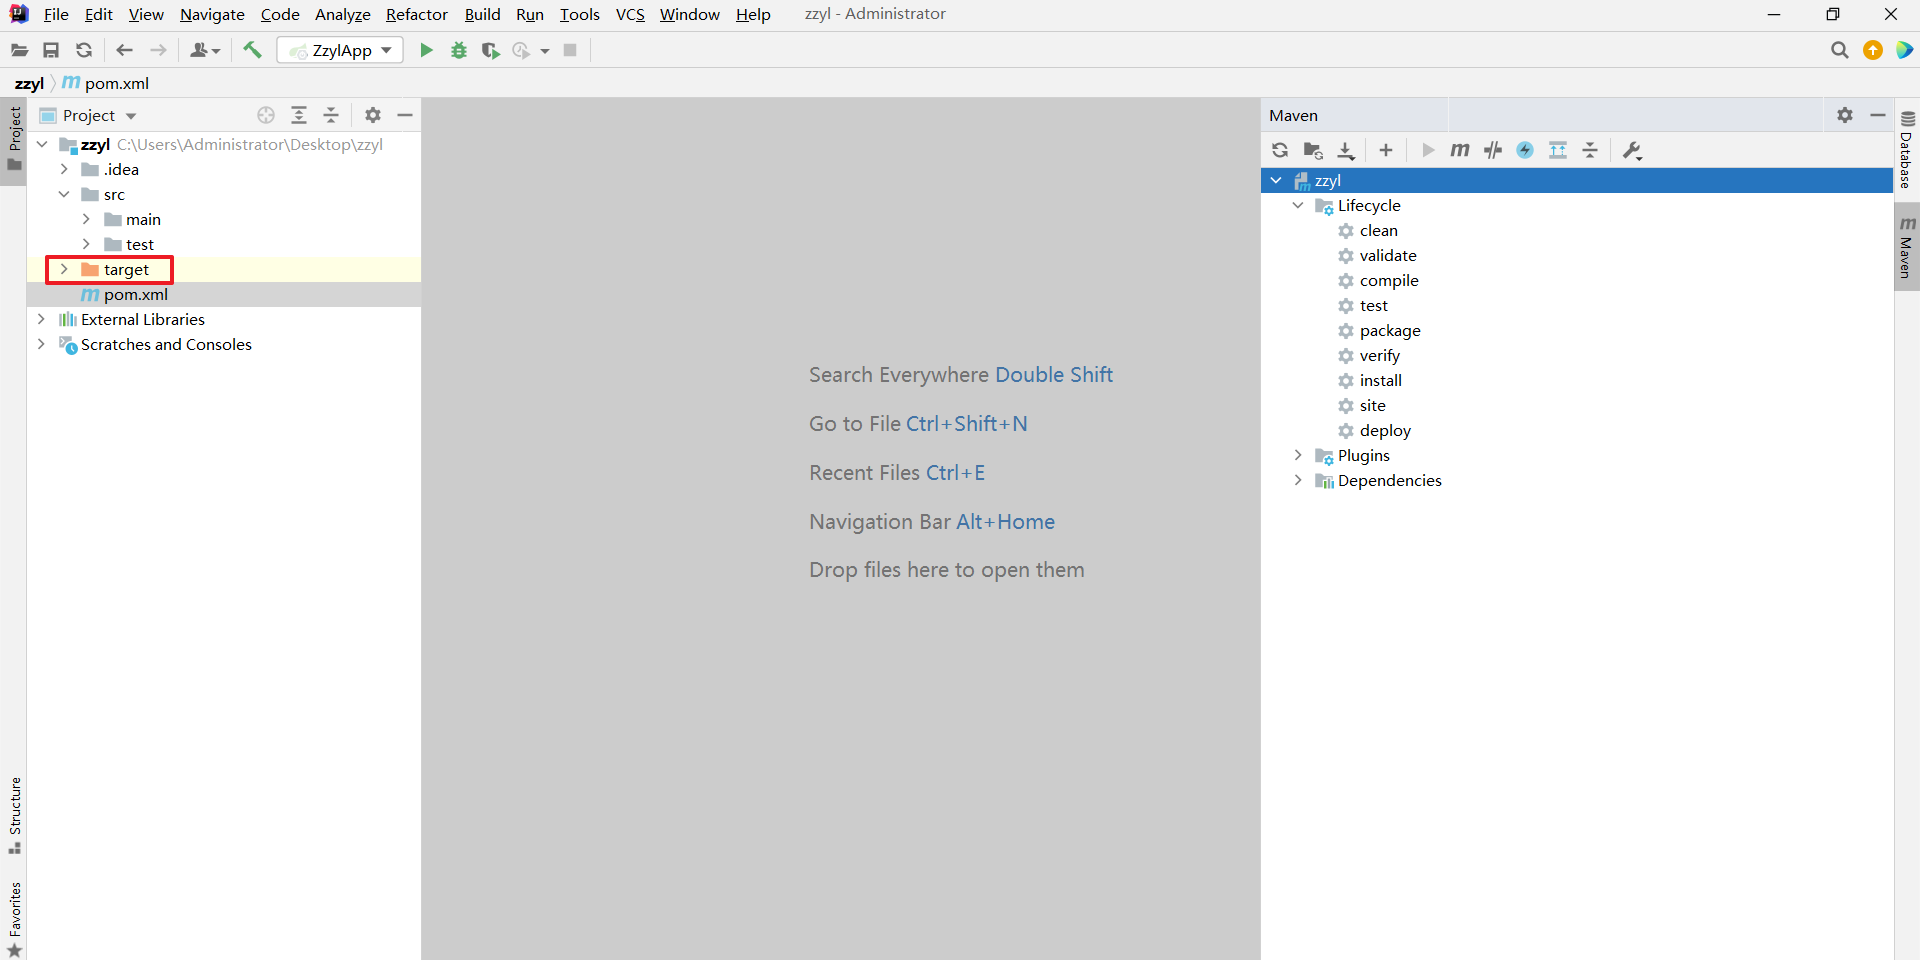 File Edit View Navigate Code Analyze Refactor Build Run Tools VCS Window Help zzyl - Administrator
ZzylApp
zzyl m pom.xml
Project
Project
zzyl C:\Users\Administrator\Desktop\zzyl
.idea
src
main
test
target
m pom.xml
External Libraries
Scratches and Consoles
Structure
Favorites
Search Everywhere Double Shift
Go to File Ctrl+Shift+N
Recent Files Ctrl+E
Navigation Bar Alt+Home
Drop files here to open them
Maven
m
zzyl
Lifecycle
clean
validate
compile
test
package
verify
install
site
deploy
Plugins
Dependencies
Database
m Maven